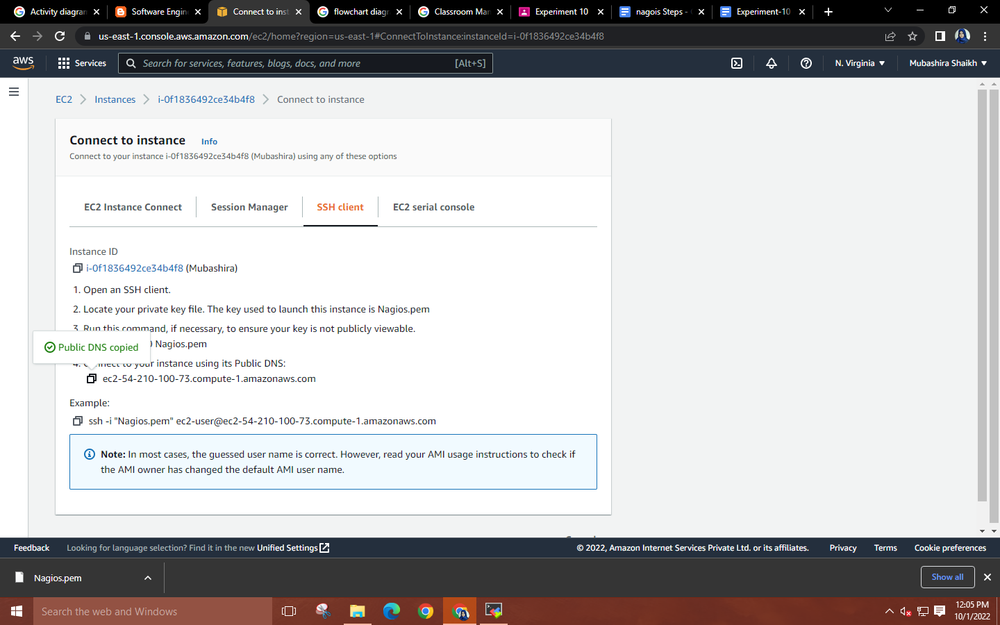 Activity diagran
Software Engin
Connect to inst
flowchart diag
Classroom Man
Experiment 10
nagois Steps -
Experiment-10
us-east-1.console.aws.amazon.com/ec2/home?region=us-east-1#ConnectToInstance:instanceId=i-0f1836492ce34b4f8
aws
Services
Search for services, features, blogs, docs, and more
[Alt+S]
N. Virginia
Mubashira Shaikh
EC2
Instances
i-0f1836492ce34b4f8
Connect to instance
Connect to instance
Info
Connect to your instance i-0f1836492ce34b4f8 (Mubashira) using any of these options
EC2 Instance Connect
Session Manager
SSH client
EC2 serial console
Instance ID
i-0f1836492ce34b4f8 (Mubashira)
1. Open an SSH client.
2. Locate your private key file. The key used to launch this instance is Nagios.pem
3. Run this command, if necessary, to ensure your key is not publicly viewable.
Nagios.pem
Public DNS copied
4. Connect to your instance using its Public DNS:
ec2-54-210-100-73.compute-1.amazonaws.com
Example:
ssh -i "Nagios.pem" ec2-user@ec2-54-210-100-73.compute-1.amazonaws.com
Note: In most cases, the guessed user name is correct. However, read your AMI usage instructions to check if
the AMI owner has changed the default AMI user name.
Feedback
Looking for language selection? Find it in the new Unified Settings
© 2022, Amazon Internet Services Private Ltd. or its affiliates.
Privacy
Terms
Cookie preferences
Nagios.pem
Show all
Search the web and Windows
12:05 PM
10/1/2022